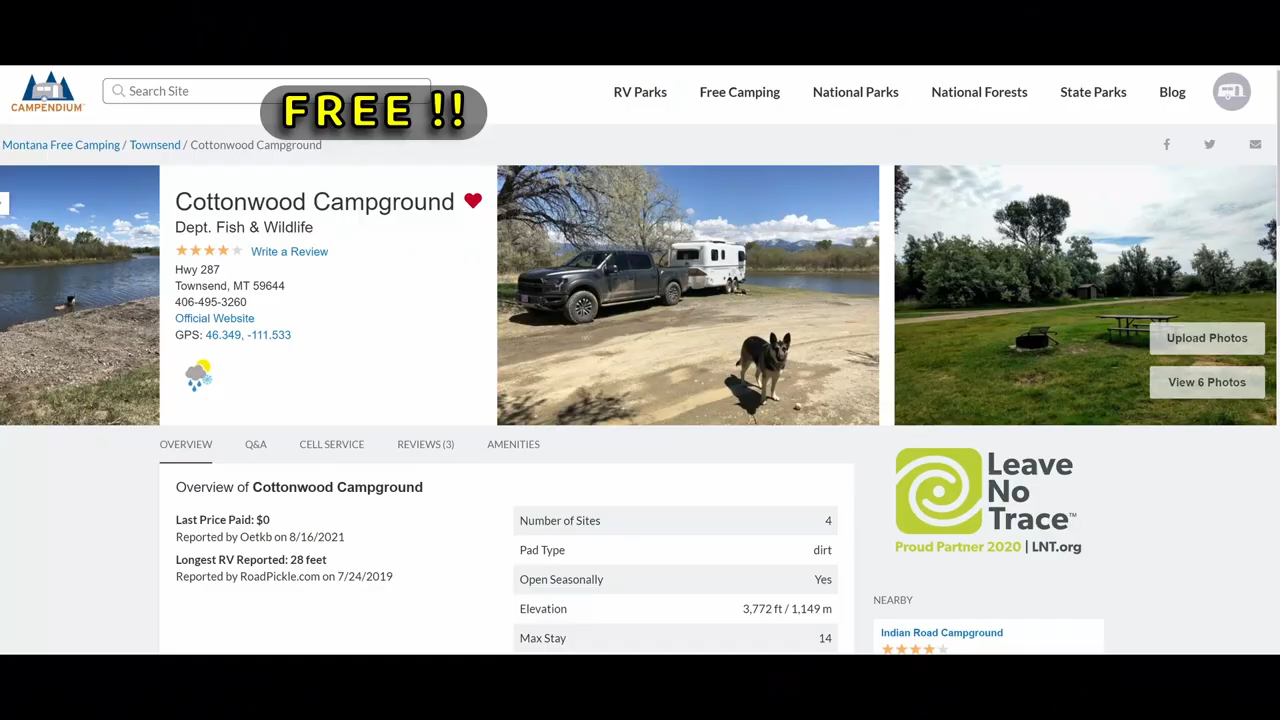 CAMPENDIUM
Search Site
FREE !!
RV Parks
Free Camping
National Parks
National Forests
State Parks
Blog
Montana Free Camping / Townsend / Cottonwood Campground
Cottonwood Campground
Dept. Fish & Wildlife
Write a Review
Hwy 287
Townsend, MT 59644
406-495-3260
Official Website
GPS: 46.349, -111.533
Upload Photos
View 6 Photos
OVERVIEW
Q&A
CELL SERVICE
REVIEWS (3)
AMENITIES
Overview of Cottonwood Campground
Last Price Paid: $0
Reported by Oetkb on 8/16/2021
Longest RV Reported: 28 feet
Reported by RoadPickle.com on 7/24/2019
Number of Sites 4
Pad Type dirt
Open Seasonally Yes
Elevation 3,772 ft / 1,149 m
Max Stay 14
Leave
No
Trace™
Proud Partner 2020 | LNT.org
NEARBY
Indian Road Campground